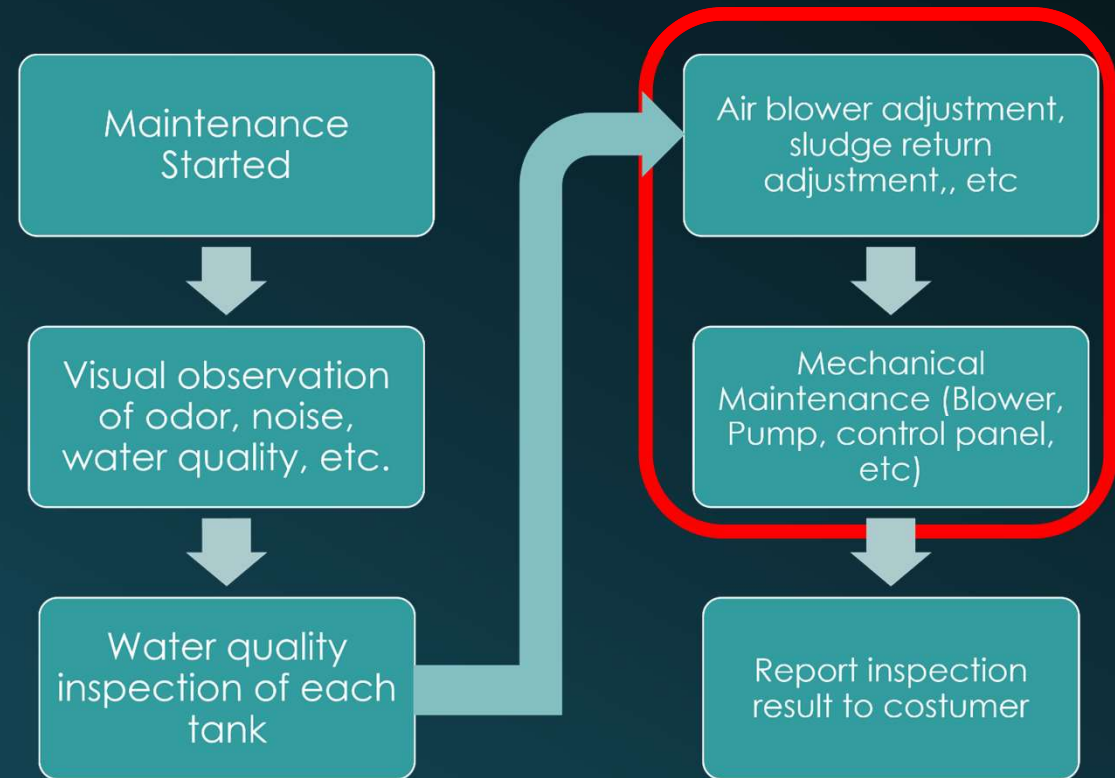 Maintenance
Started
Visual observation
of odor, noise,
water quality, etc.
Water quality
inspection of each
tank
Air blower adjustment,
sludge return
adjustment,, etc
Mechanical
Maintenance (Blower,
Pump, control panel,
etc)
Report inspection
result to costumer